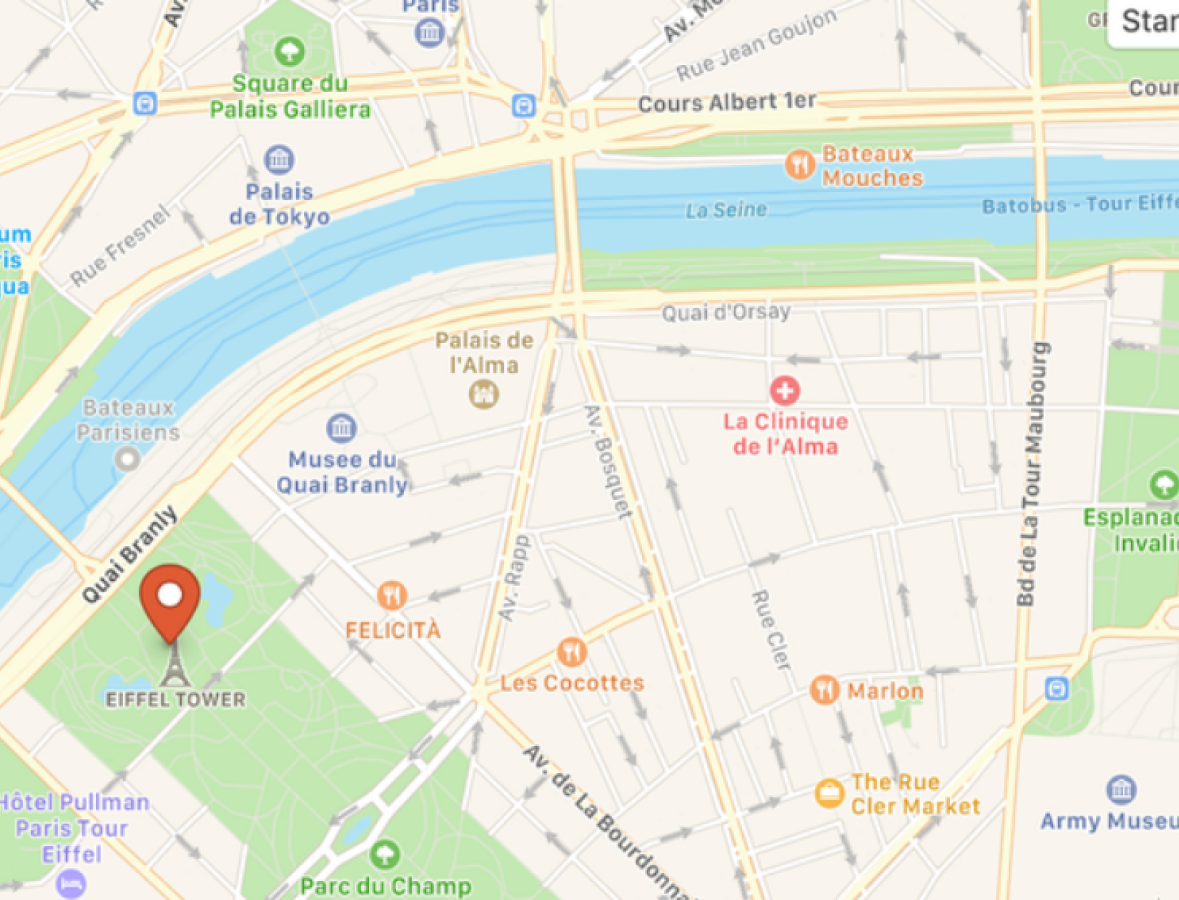 Av.
Paris
Av. Mo
Rue Jean Goujon
Star
Square du
Palais Galliera
Cours Albert 1er
Cour
Palais
de Tokyo
Bateaux
Mouches
Rue Fresnel
La Seine
Batobus - Tour Eiffe
um
ris
qua
Quai d'Orsay
Palais de
l'Alma
Bateaux
Parisiens
La Clinique
de l'Alma
Musee du
Quai Branly
Av. Bosquet
Bd de La Tour Maubourg
Esplanad
Invali
Quai Branly
Av. Rapp
FELICITÀ
Rue Cler
Les Cocottes
Marlon
EIFFEL TOWER
Av. de La Bourdonna
The Rue
Cler Market
Army Museu
Hôtel Pullman
Paris Tour
Eiffel
Parc du Champ